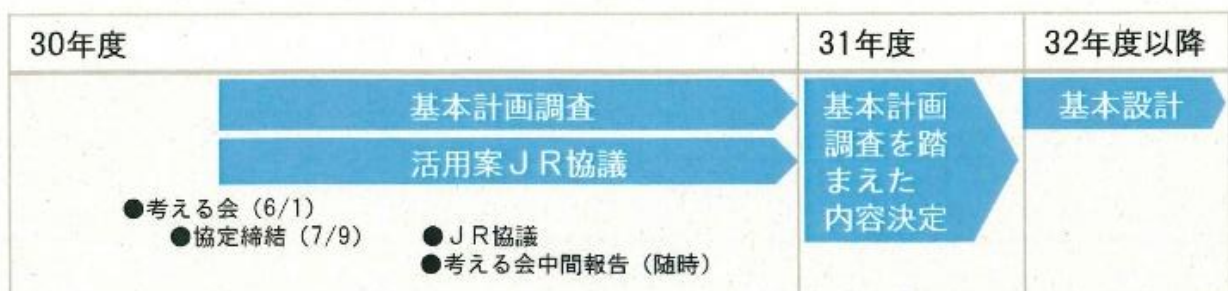 30年度
31年度
32年度以降
基本計画調査
活用案ＪＲ協議
基本計画
調査を踏
まえた
内容決定
基本設計
●考える会（6/1）
●協定締結（7/9）
●ＪＲ協議
●考える会中間報告（随時）